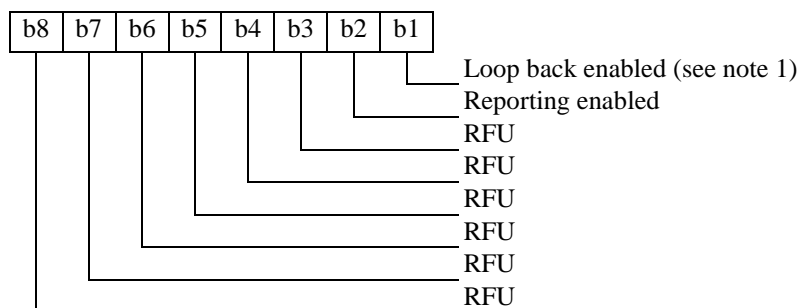 b8 b7 b6 b5 b4 b3 b2 b1
Loop back enabled (see note 1)
Reporting enabled
RFU
RFU
RFU
RFU
RFU
RFU